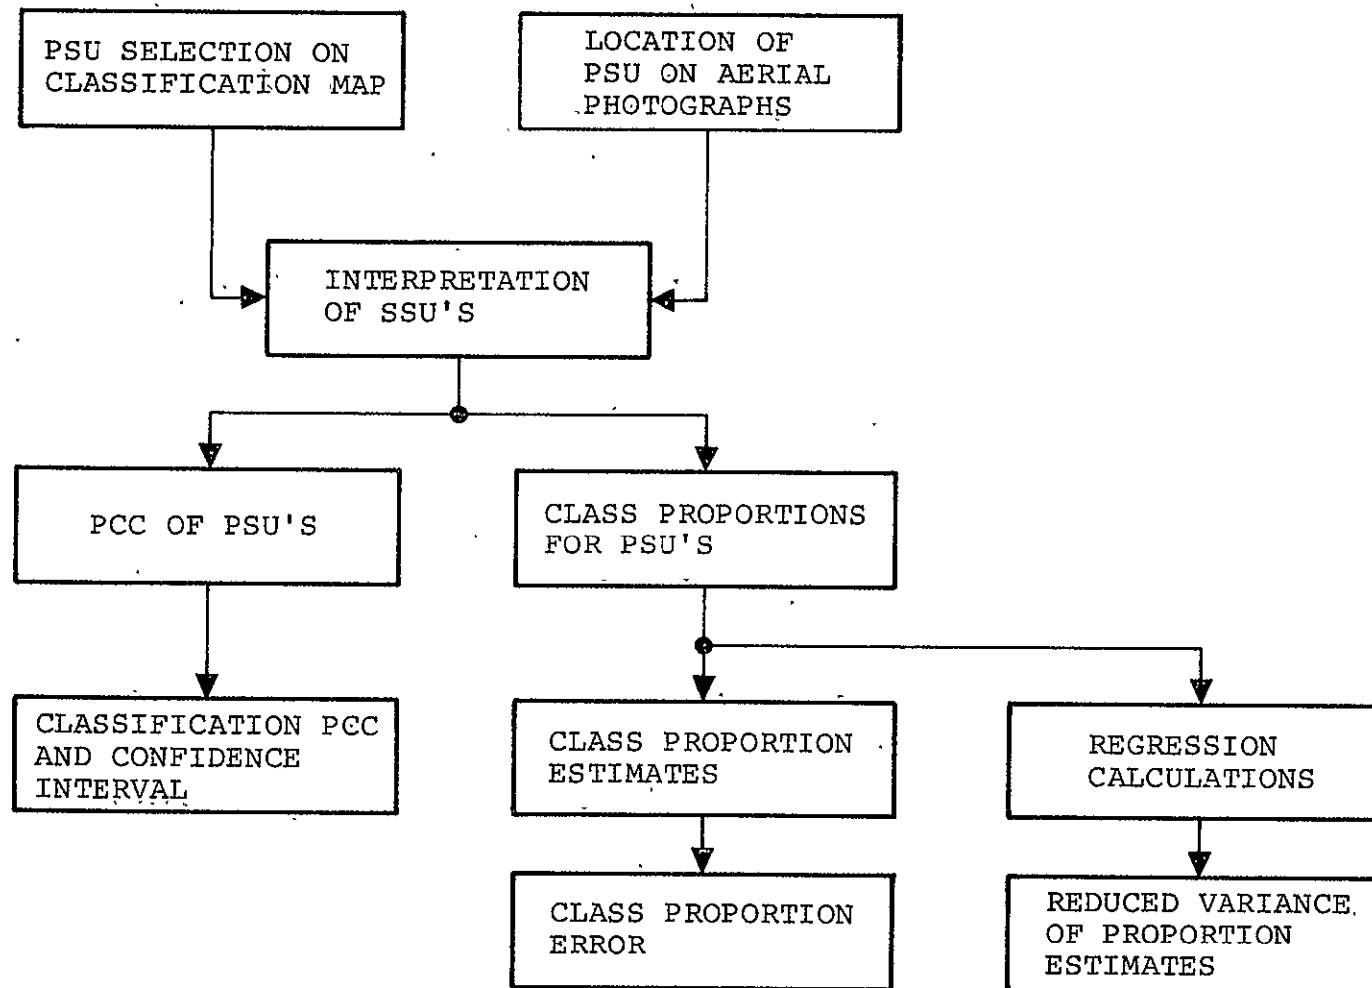 PSU SELECTION ON
CLASSIFICATION MAP
LOCATION OF
PSU ON AERIAL
PHOTOGRAPHS
INTERPRETATION
OF SSU'S
PCC OF PSU'S
CLASS PROPORTIONS
FOR PSU'S
CLASSIFICATION PCC
AND CONFIDENCE
INTERVAL
CLASS PROPORTION
ESTIMATES
REGRESSION
CALCULATIONS
CLASS PROPORTION
ERROR
REDUCED VARIANCE
OF PROPORTION
ESTIMATES